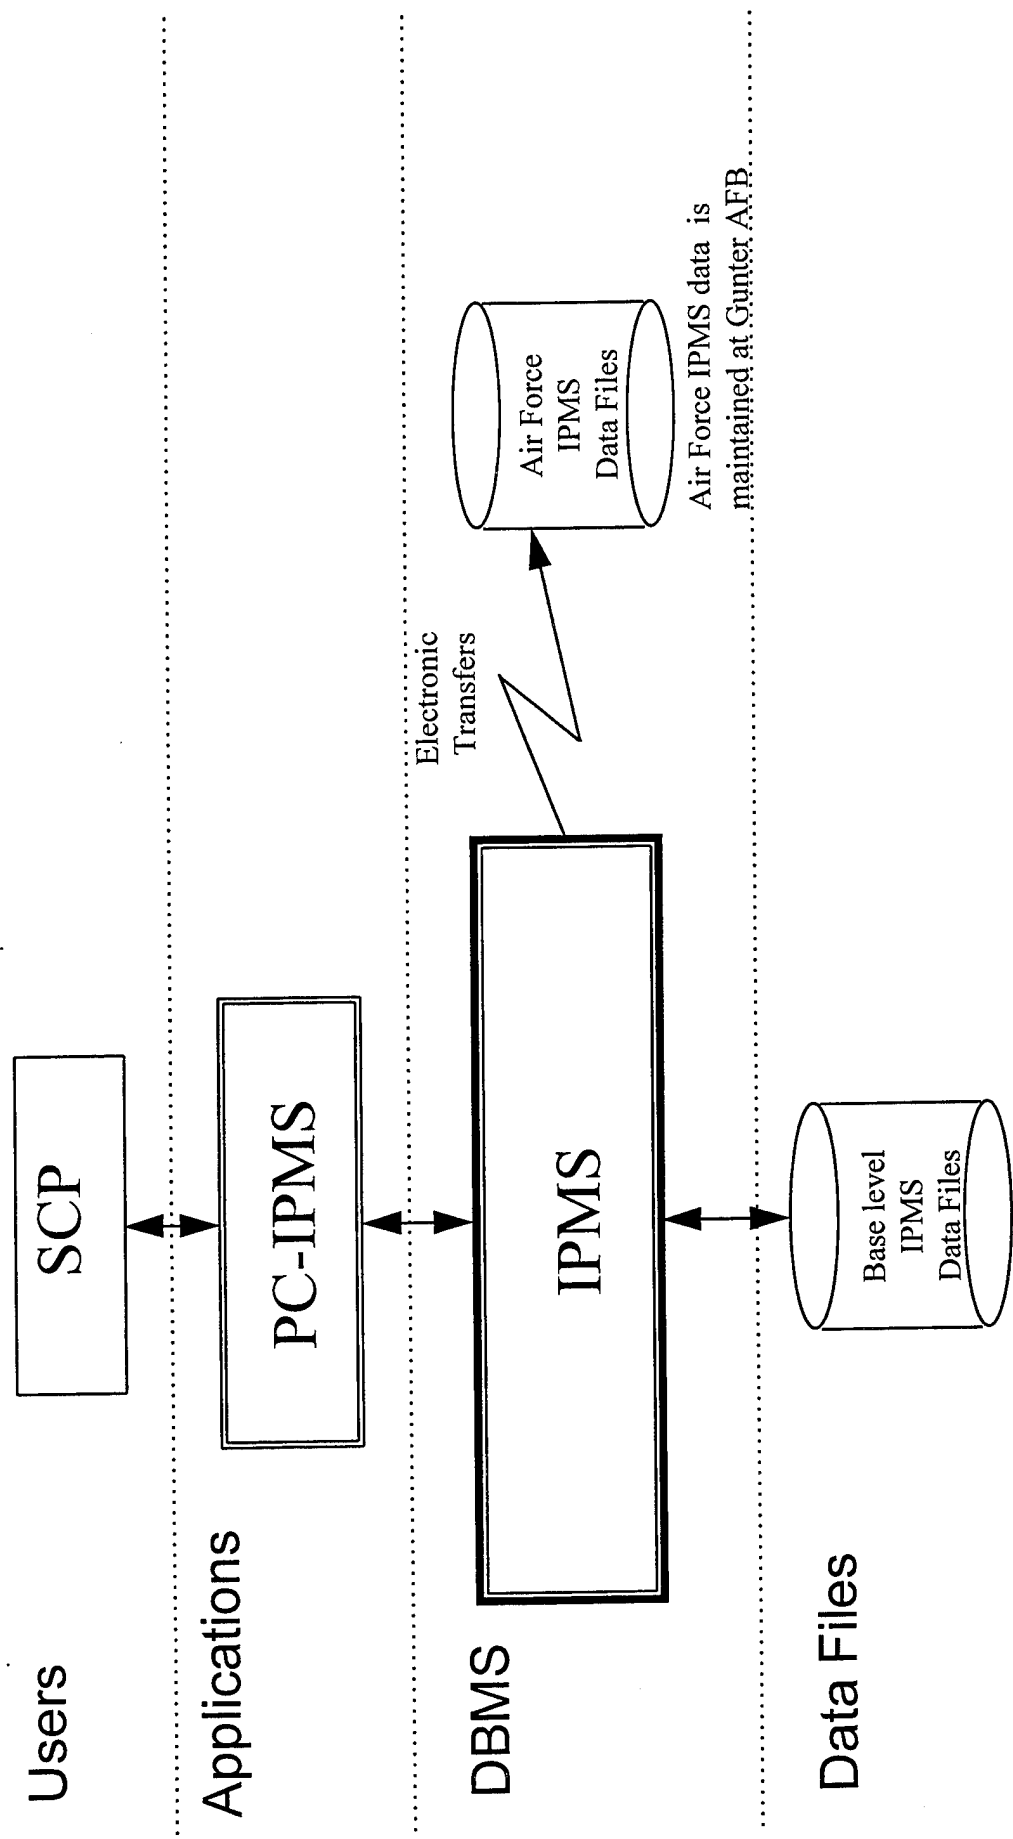 Users
SCP
Applications
PC-IPMS
DBMS
IPMS
Electronic
Transfers
Air Force
IPMS
Data Files
Air Force IPMS data is
maintained at Gunter AFB
Data Files
Base level
IPMS
Data Files